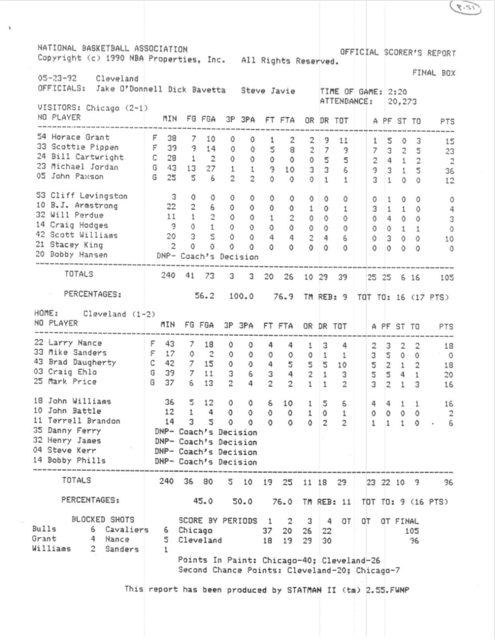 P.51
NATIONAL BASKETBALL ASSOCIATION OFFICIAL SCORER'S REPORT
Copyright (c) 1990 NBA Properties, Inc. All Rights Reserved.
FINAL BOX
05-23-92 Cleveland
OFFICIALS: Jake O'Donnell Dick Bavetta Steve Javie TIME OF GAME: 2:20
ATTENDANCE: 20,273
VISITORS: Chicago (2-1)
NO PLAYER MIN FG FGA 3P 3PA FT FTA OR DR TOT A PF ST TO PTS
54 Horace Grant F 38 7 10 0 0 1 2 2 9 11 1 5 0 3 15
33 Scottie Pippen F 39 9 14 0 0 5 8 2 7 9 7 3 2 5 23
24 Bill Cartwright C 28 1 2 0 0 0 0 0 5 5 2 4 1 2 2
23 Michael Jordan G 43 13 27 1 1 9 10 3 3 6 9 3 1 5 36
05 John Paxson G 25 5 6 2 2 0 0 0 1 1 3 1 0 0 12
53 Cliff Levingston 3 0 0 0 0 0 0 0 0 0 0 1 0 0 0
10 B.J. Armstrong 22 2 6 0 0 0 0 1 0 1 3 1 1 0 4
32 Will Perdue 11 1 2 0 0 1 2 0 0 0 0 4 0 0 3
14 Craig Hodges 9 0 1 0 0 0 0 0 0 0 0 0 1 1 0
42 Scott Williams 20 3 5 0 0 4 4 2 4 6 0 3 0 0 10
21 Stacey King 2 0 0 0 0 0 0 0 0 0 0 0 0 0 0
20 Bobby Hansen DNP- Coach's Decision
TOTALS 240 41 73 3 3 20 26 10 29 39 25 25 6 16 105
PERCENTAGES: 56.2 100.0 76.9 TM REB: 9 TOT TO: 16 (17 PTS)
HOME: Cleveland (1-2)
NO PLAYER MIN FG FGA 3P 3PA FT FTA OR DR TOT A PF ST TO PTS
22 Larry Nance F 43 7 18 0 0 4 4 1 3 4 2 3 2 2 18
33 Mike Sanders F 17 0 2 0 0 0 0 0 1 1 3 5 0 0 0
43 Brad Daugherty C 42 7 15 0 0 4 5 5 5 10 5 2 1 2 18
03 Craig Ehlo G 39 7 11 3 6 3 4 2 1 3 5 5 4 1 20
25 Mark Price G 37 6 13 2 4 2 2 1 1 2 3 2 1 3 16
18 John Williams 36 5 12 0 0 6 10 1 5 6 4 4 1 1 16
10 John Battle 12 1 4 0 0 0 0 1 0 1 0 0 0 0 2
11 Terrell Brandon 14 3 5 0 0 0 0 0 2 2 1 1 1 0 6
35 Danny Ferry DNP- Coach's Decision
32 Henry James DNP- Coach's Decision
04 Steve Kerr DNP- Coach's Decision
14 Bobby Phills DNP- Coach's Decision
TOTALS 240 36 80 5 10 19 25 11 18 29 23 22 10 9 96
PERCENTAGES: 45.0 50.0 76.0 TM REB: 11 TOT TO: 9 (16 PTS)
BLOCKED SHOTS SCORE BY PERIODS 1 2 3 4 OT OT OT FINAL
Bulls 6 Cavaliers 6 Chicago 37 20 26 22 105
Grant 4 Nance 5 Cleveland 18 19 29 30 96
Williams 2 Sanders 1
Points In Paint: Chicago-40; Cleveland-26
Second Chance Points: Cleveland-20; Chicago-7
This report has been produced by STATMAN II (tm) 2.55.FWNP